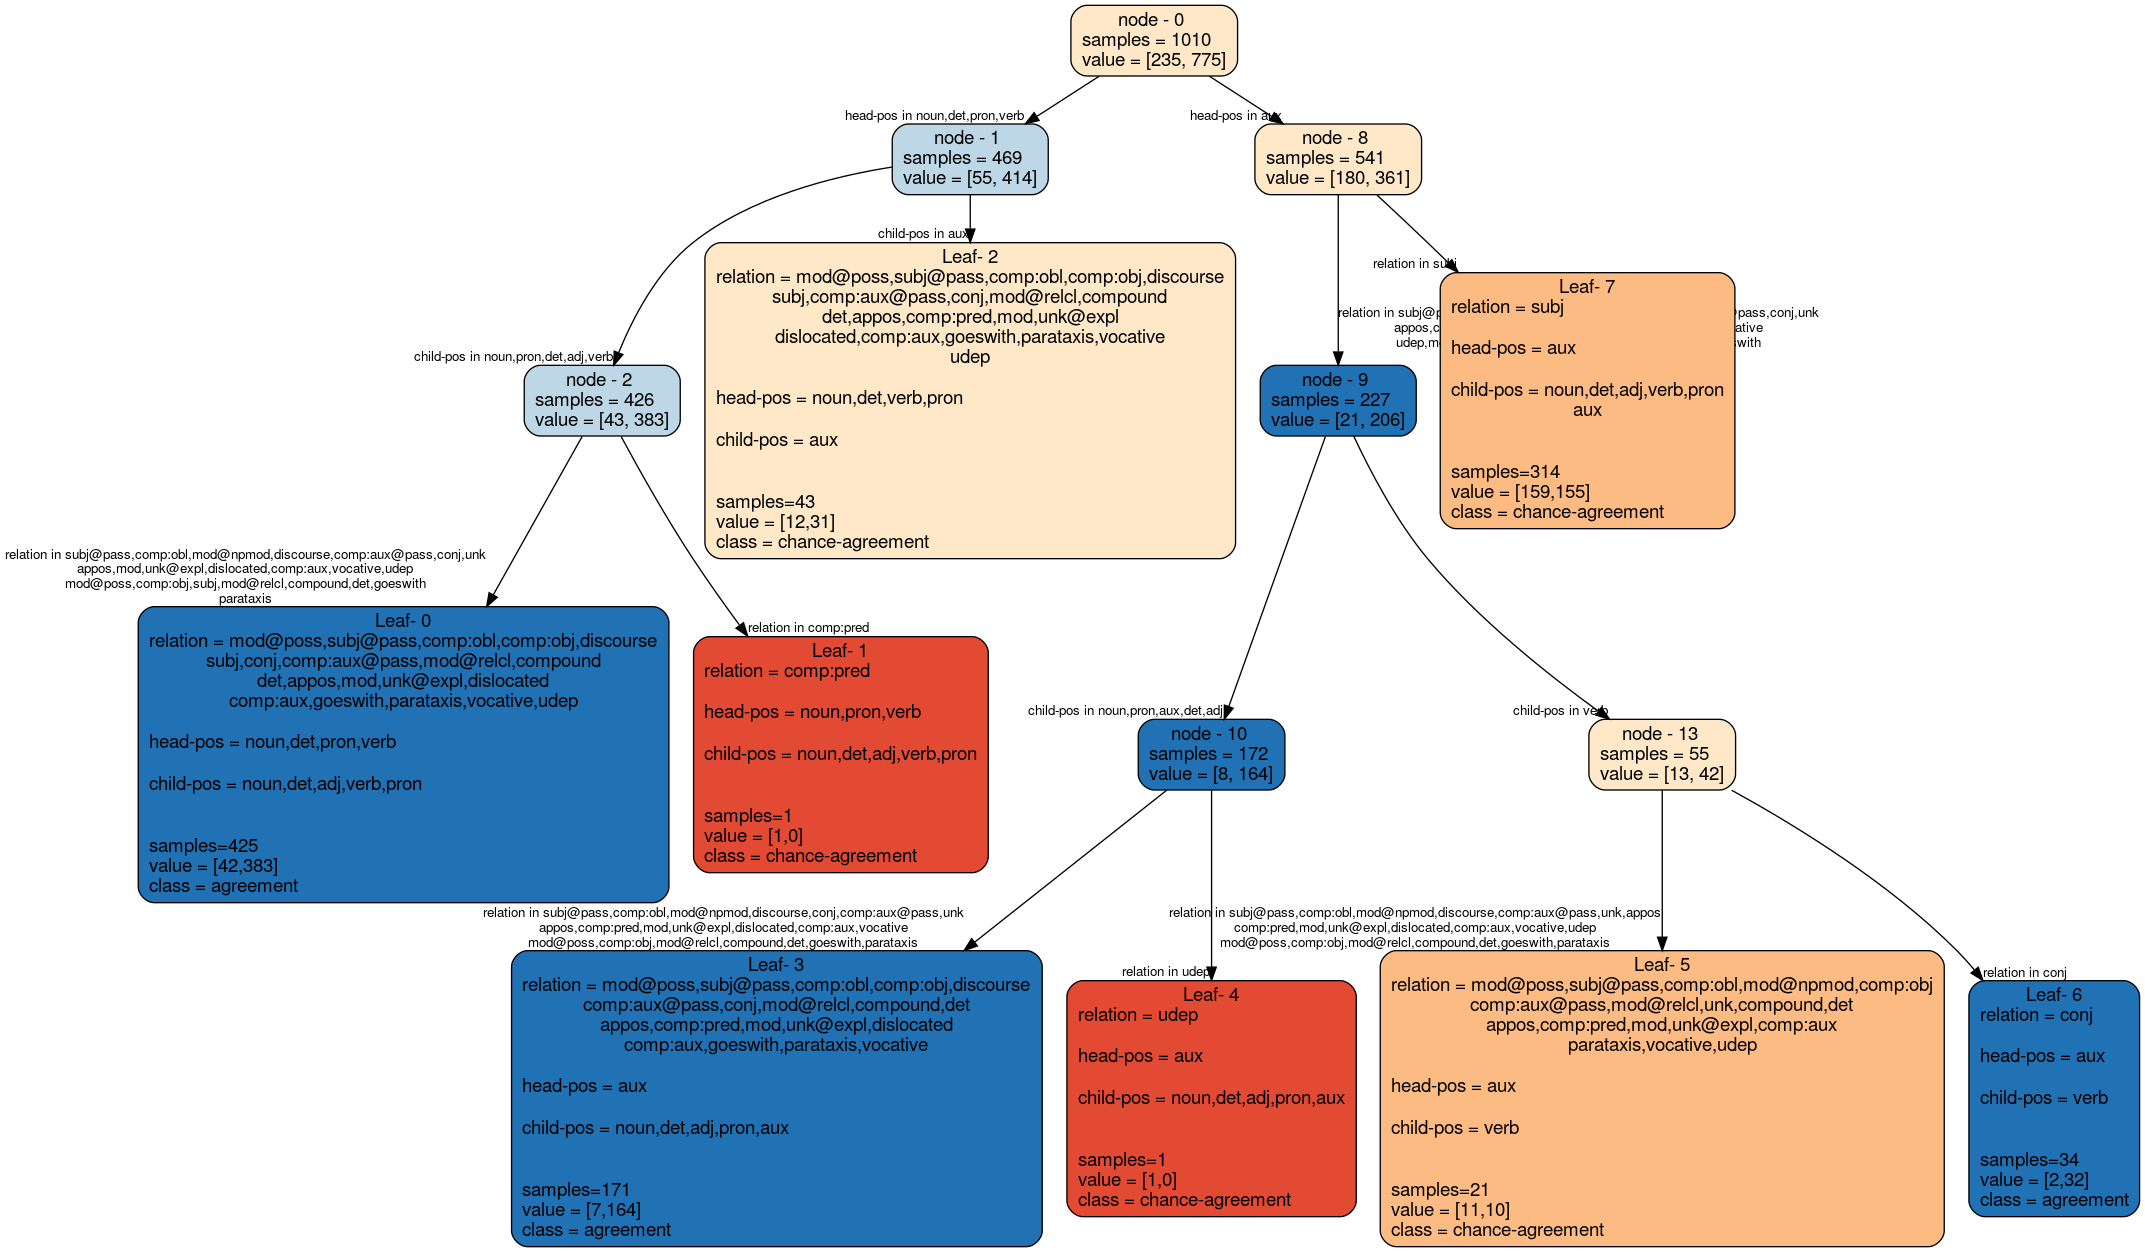 node - 0
samples = 1010
value = [235, 775]
head-pos in noun,det,pron,verb
head-pos in aux
node - 1
samples = 469
value = [55, 414]
node - 8
samples = 541
value = [180, 361]
child-pos in aux
relation in subj
Leaf- 2
relation = mod@poss,subj@pass,comp:obl,comp:obj,discourse
subj,comp:aux@pass,conj,mod@relcl,compound
det,appos,comp:pred,mod,unk@expl
dislocated,comp:aux,goeswith,parataxis,vocative
udep
head-pos = noun,det,verb,pron
child-pos = aux
samples=43
value = [12,31]
class = chance-agreement
Leaf- 7
relation = subj
head-pos = aux
child-pos = noun,det,adj,verb,pron
aux
samples=314
value = [159,155]
class = chance-agreement
relation in
pass,conj,unk
child-pos in noun,pron,det,adj,verb
node - 2
samples = 426
value = [43, 383]
node - 9
samples = 227
value = [21, 206]
relation in subj@pass,comp:obl,mod@npmod,discourse,comp:aux@pass,conj,unk
appos,mod,unk@expl,dislocated,comp:aux,vocative,udep
mod@poss,comp:obj,subj,mod@relcl,compound,det,goeswith
parataxis
relation in comp:pred
Leaf- 0
relation = mod@poss,subj@pass,comp:obl,comp:obj,discourse
subj,conj,comp:aux@pass,mod@relcl,compound
det,appos,mod,unk@expl,dislocated
comp:aux,goeswith,parataxis,vocative,udep
head-pos = noun,det,pron,verb
child-pos = noun,det,adj,verb,pron
samples=425
value = [42,383]
class = agreement
Leaf- 1
relation = comp:pred
head-pos = noun,pron,verb
child-pos = noun,det,adj,verb,pron
samples=1
value = [1,0]
class = chance-agreement
child-pos in noun,pron,aux,det,adj
child-pos in verb
node - 10
samples = 172
value = [8, 164]
node - 13
samples = 55
value = [13, 42]
relation in subj@pass,comp:obl,mod@npmod,discourse,conj,comp:aux@pass,unk
appos,comp:pred,mod,unk@expl,dislocated,comp:aux,vocative
mod@poss,comp:obj,mod@relcl,compound,det,goeswith,parataxis
relation in udep
relation in subj@pass,comp:obl,mod@npmod,discourse,comp:aux@pass,unk,appos
comp:pred,mod,unk@expl,dislocated,comp:aux,vocative,udep
mod@poss,comp:obj,mod@relcl,compound,det,goeswith,parataxis
relation in conj
Leaf- 3
relation = mod@poss,subj@pass,comp:obl,comp:obj,discourse
comp:aux@pass,conj,mod@relcl,compound,det
appos,comp:pred,mod,unk@expl,dislocated
comp:aux,goeswith,parataxis,vocative
head-pos = aux
child-pos = noun,det,adj,pron,aux
samples=171
value = [7,164]
class = agreement
Leaf- 4
relation = udep
head-pos = aux
child-pos = noun,det,adj,pron,aux
samples=1
value = [1,0]
class = chance-agreement
Leaf- 5
relation = mod@poss,subj@pass,comp:obl,mod@npmod,comp:obj
comp:aux@pass,mod@relcl,unk,compound,det
appos,comp:pred,mod,unk@expl,comp:aux
parataxis,vocative,udep
head-pos = aux
child-pos = verb
samples=21
value = [11,10]
class = chance-agreement
Leaf- 6
relation = conj
head-pos = aux
child-pos = verb
samples=34
value = [2,32]
class = agreement